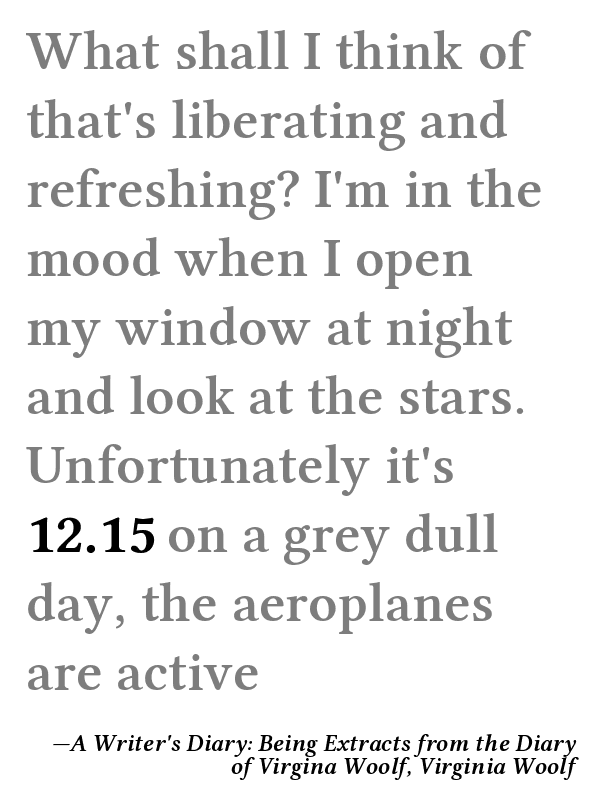 What shall I think of
that's liberating and
refreshing? I'm in the
mood when I open
my window at night
and look at the stars.
Unfortunately it's
12.15 on a grey dull
day, the aeroplanes
are active
—A Writer's Diary: Being Extracts from the Diary
of Virgina Woolf, Virginia Woolf